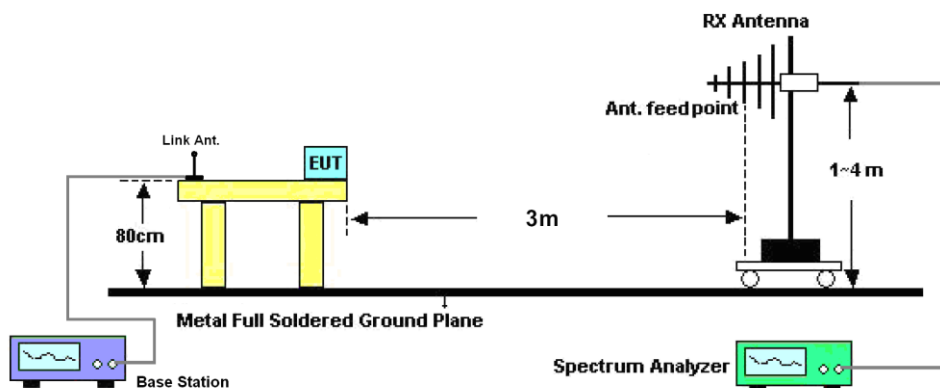 RX Antenna
Ant. feed point
Link Ant.
EUT
1~4 m
3m
80cm
Metal Full Soldered Ground Plane
Spectrum Analyzer
Base Station